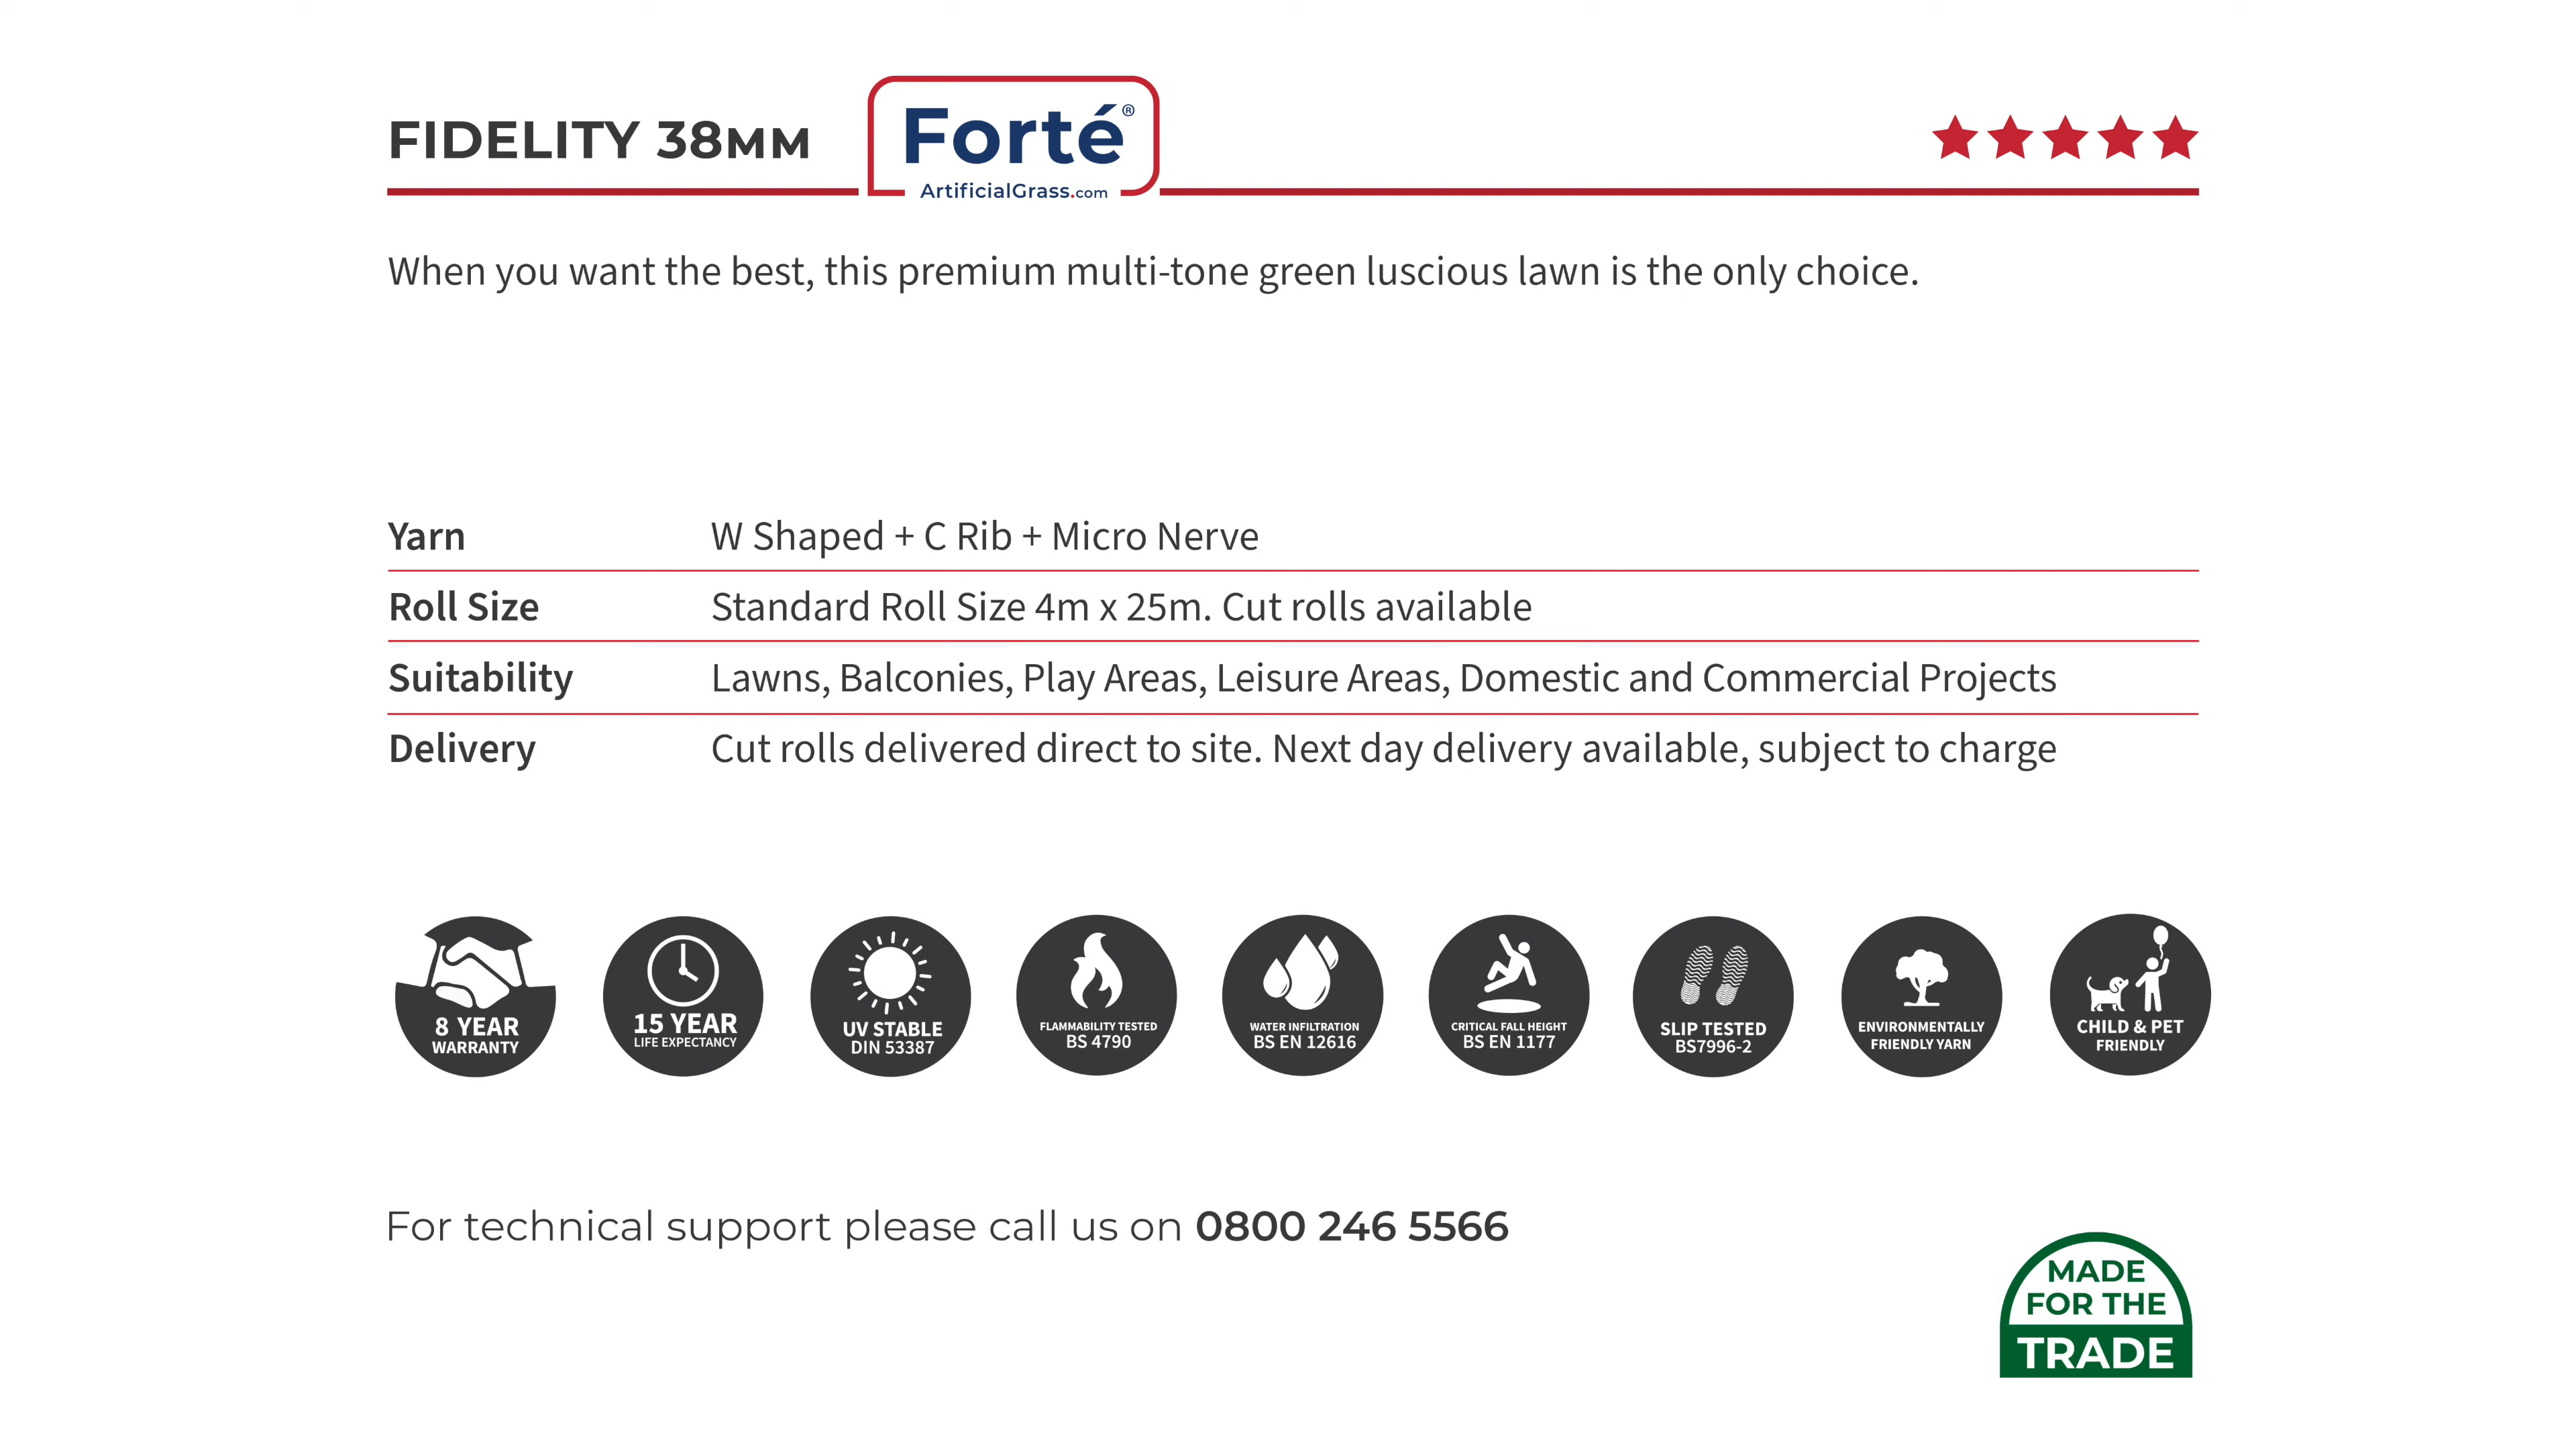 FIDELITY 38MM
Forté®
ArtificialGrass.com
When you want the best, this premium multi-tone green luscious lawn is the only choice.
Yarn W Shaped + C Rib + Micro Nerve
Roll Size Standard Roll Size 4m x 25m. Cut rolls available
Suitability Lawns, Balconies, Play Areas, Leisure Areas, Domestic and Commercial Projects
Delivery Cut rolls delivered direct to site. Next day delivery available, subject to charge
8 YEAR
WARRANTY
15 YEAR
LIFE EXPECTANCY
UV STABLE
DIN 53387
FLAMMABILITY TESTED
BS 4790
WATER INFILTRATION
BS EN 12616
CRITICAL FALL HEIGHT
BS EN 1177
SLIP TESTED
BS7996-2
ENVIRONMENTALLY
FRIENDLY YARN
CHILD & PET
FRIENDLY
For technical support please call us on 0800 246 5566
MADE
FOR THE
TRADE